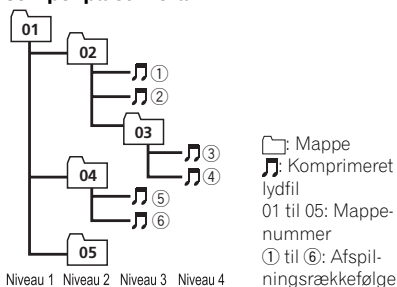 01
02
①
②
03
③
④
04
⑤
⑥
05
Niveau 1 Niveau 2 Niveau 3 Niveau 4
: Mappe
: Komprimeret
lydfil
01 til 05: Mappe-
nummer
① til ⑥: Afspil-
ningsrækkefølge